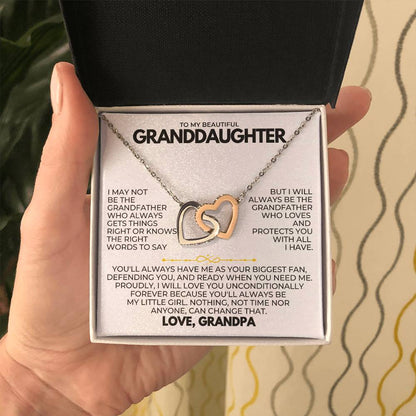 TO MY BEAUTIFUL
GRANDDAUGHTER
I MAY NOT
BE THE
GRANDFATHER
WHO ALWAYS
GETS THINGS
RIGHT OR KNOWS
THE RIGHT
WORDS TO SAY
BUT I WILL
ALWAYS BE THE
GRANDFATHER
WHO LOVES
AND
PROTECTS YOU
WITH ALL
I HAVE.
YOU'LL ALWAYS HAVE ME AS YOUR BIGGEST FAN,
DEFENDING YOU, AND READY WHEN YOU NEED ME.
PROUDLY, I WILL LOVE YOU UNCONDITIONALLY
FOREVER BECAUSE YOU'LL ALWAYS BE
MY LITTLE GIRL. NOTHING, NOT TIME NOR
ANYONE, CAN CHANGE THAT.
LOVE, GRANDPA